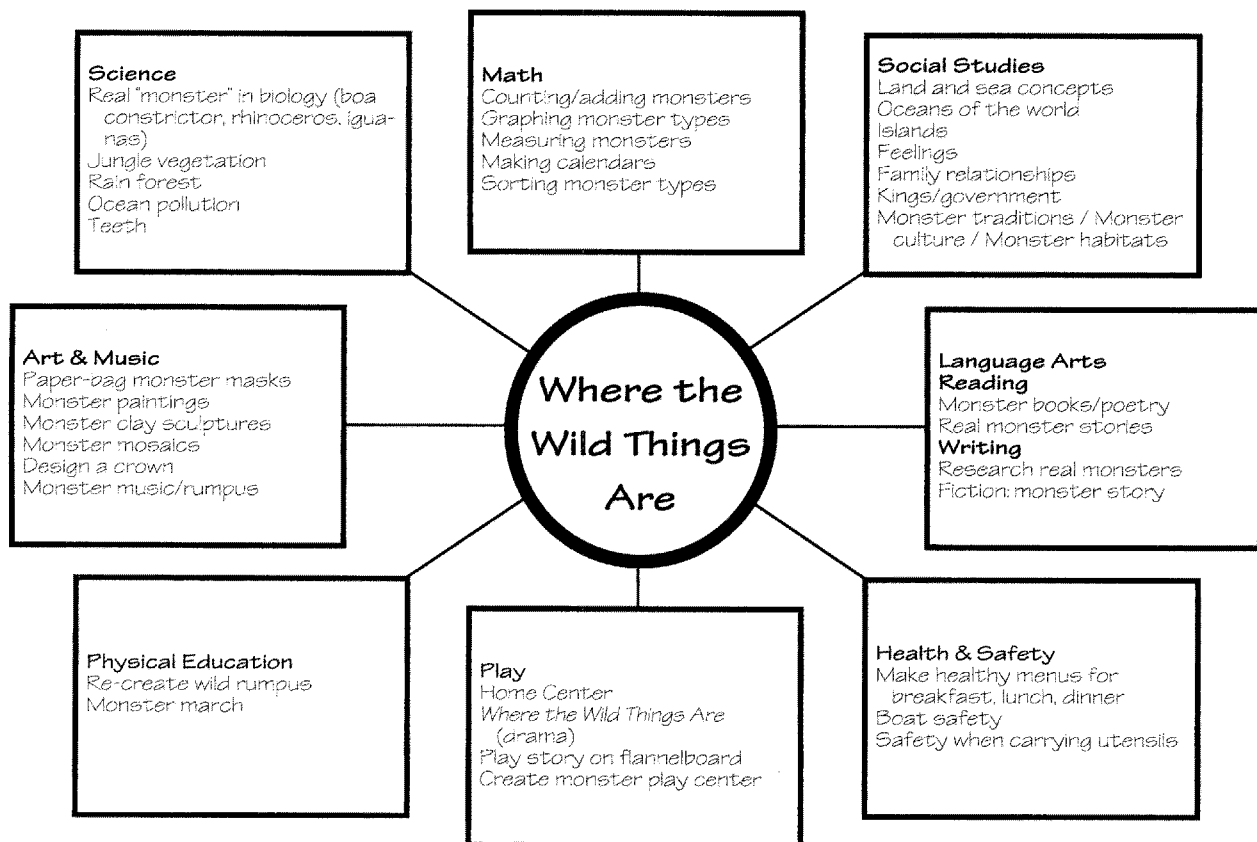 Science
Real "monster" in biology (boa
constrictor, rhinoceros, igua-
nas)
Jungle vegetation
Rain forest
Ocean pollution
Teeth
Math
Counting/adding monsters
Graphing monster types
Measuring monsters
Making calendars
Sorting monster types
Social Studies
Land and sea concepts
Oceans of the world
Islands
Feelings
Family relationships
Kings/government
Monster traditions / Monster
culture / Monster habitats
Art & Music
Paper-bag monster masks
Monster paintings
Monster clay sculptures
Monster mosaics
Design a crown
Monster music/rumpus
Where the
Wild Things
Are
Language Arts
Reading
Monster books/poetry
Real monster stories
Writing
Research real monsters
Fiction: monster story
Physical Education
Re-create wild rumpus
Monster march
Play
Home Center
Where the Wild Things Are
(drama)
Play story on flannelboard
Create monster play center
Health & Safety
Make healthy menus for
breakfast, lunch, dinner
Boat safety
Safety when carrying utensils